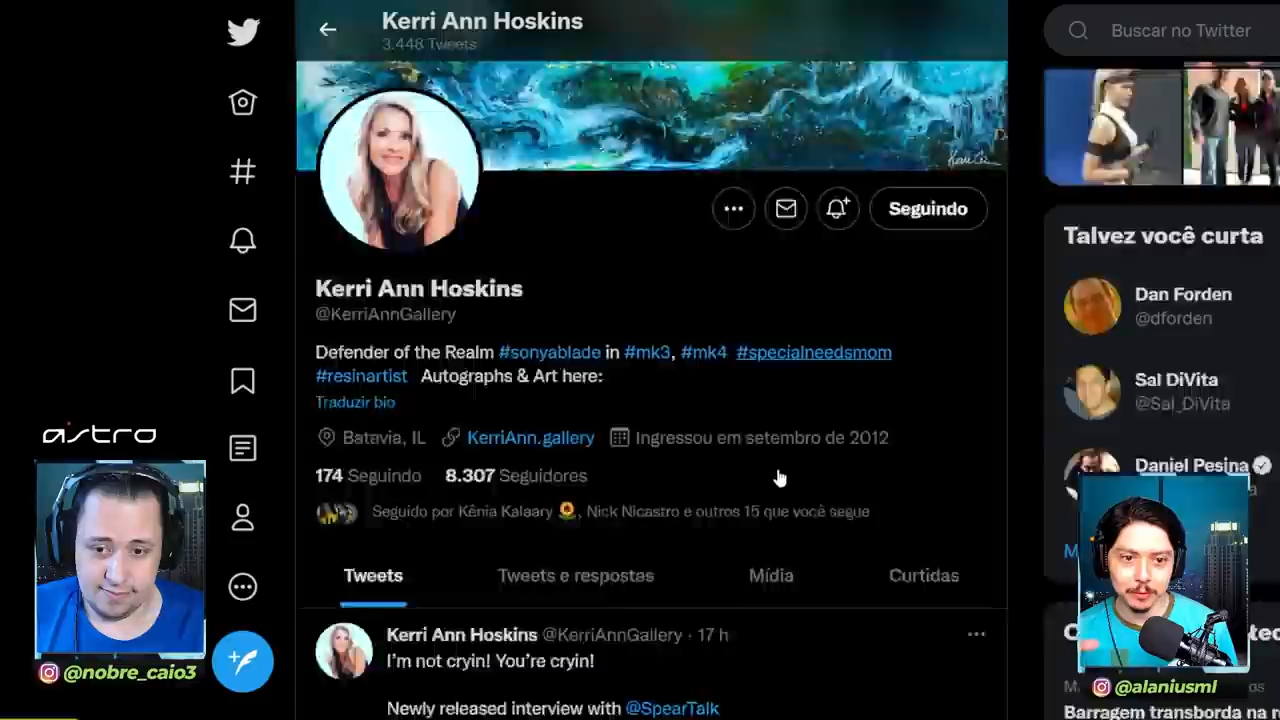 Kerri Ann Hoskins
3.448 Tweets
Buscar no Twitter
Seguindo
Kerri Ann Hoskins
@KerriAnnGallery
Defender of the Realm #sonyablade in #mk3, #mk4 #specialneedsmom
#resinartist Autographs & Art here:
Traduzir bio
Batavia, IL KerriAnn.gallery Ingressou em setembro de 2012
174 Seguindo 8.307 Seguidores
Seguido por Kênia Kalaary 🌻, Nick Nicastro e outros 15 que você segue
Tweets Tweets e respostas Mídia Curtidas
Kerri Ann Hoskins @KerriAnnGallery · 17 h
I'm not cryin! You're cryin!
Newly released interview with @SpearTalk
Talvez você curta
Dan Forden
@dforden
Sal DiVita
@Sal_DiVita
Daniel Pesina
Barragem transborda na r
astro
@nobre_caio3
@alaniusml